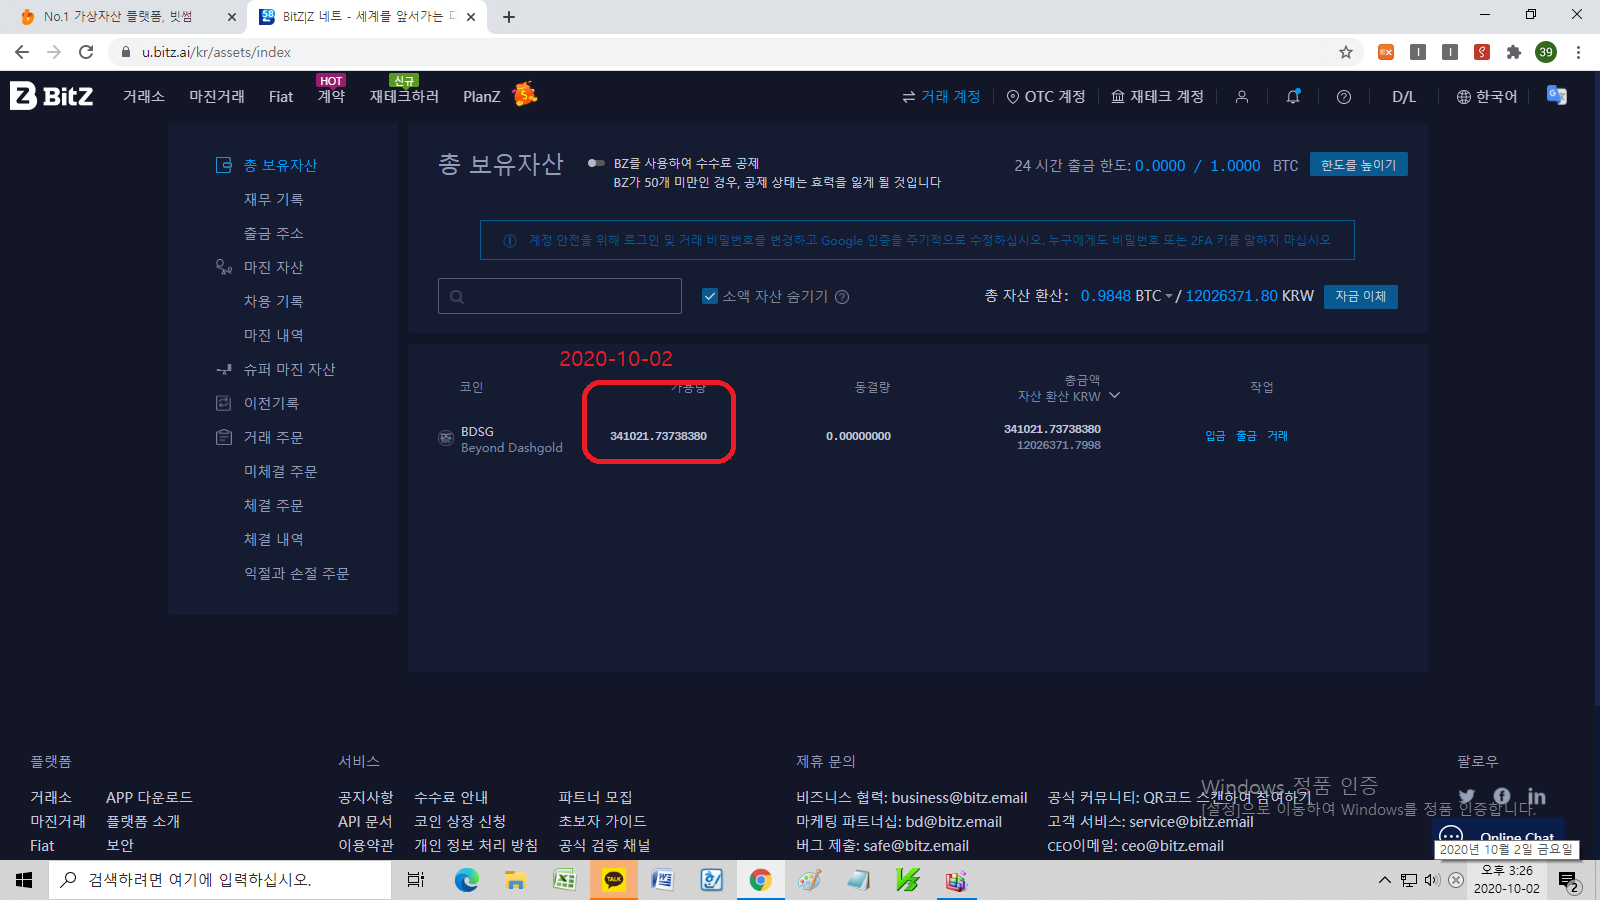 No.1 가상자산 플랫폼, 빗썸
BitZ|Z 네트 - 세계를 앞서가는 디
u.bitz.ai/kr/assets/index
39
BitZ
거래소
마진거래
Fiat
HOT
계약
신규
재테크하러
PlanZ
거래 계정
OTC 계정
재테크 계정
D/L
한국어
총 보유자산
재무 기록
출금 주소
마진 자산
차용 기록
마진 내역
슈퍼 마진 자산
이전기록
거래 주문
미체결 주문
체결 주문
체결 내역
익절과 손절 주문
총 보유자산
BZ를 사용하여 수수료 공제
BZ가 50개 미만인 경우, 공제 상태는 효력을 잃게 될 것입니다
24 시간 출금 한도: 0.0000 / 1.0000 BTC
한도를 높이기
계정 안전을 위해 로그인 및 거래 비밀번호를 변경하고 Google 인증을 주기적으로 수정하십시오, 누구에게도 비밀번호 또는 2FA 키를 말하지 마십시오
소액 자산 숨기기
총 자산 환산: 0.9848 BTC / 12026371.80 KRW
자금 이체
2020-10-02
코인
가용량
동결량
총금액
자산 환산 KRW
작업
BDSG
Beyond Dashgold
341021.73738380
0.00000000
341021.73738380
12026371.7998
입금 출금 거래
플랫폼
거래소 APP 다운로드
마진거래 플랫폼 소개
Fiat 보안
서비스
공지사항 수수료 안내 파트너 모집
API 문서 코인 상장 신청 초보자 가이드
이용약관 개인 정보 처리 방침 공식 검증 채널
제휴 문의
비즈니스 협력: business@bitz.email 공식 커뮤니티: QR코드 스캔하여 참여하기
마케팅 파트너십: bd@bitz.email 고객 서비스: service@bitz.email
버그 제출: safe@bitz.email CEO이메일: ceo@bitz.email
팔로우
Windows 정품 인증
[설정]으로 이동하여 Windows를 정품 인증합니다.
Online Chat
2020년 10월 2일 금요일
검색하려면 여기에 입력하십시오.
TALK
오후 3:26
2020-10-02
2